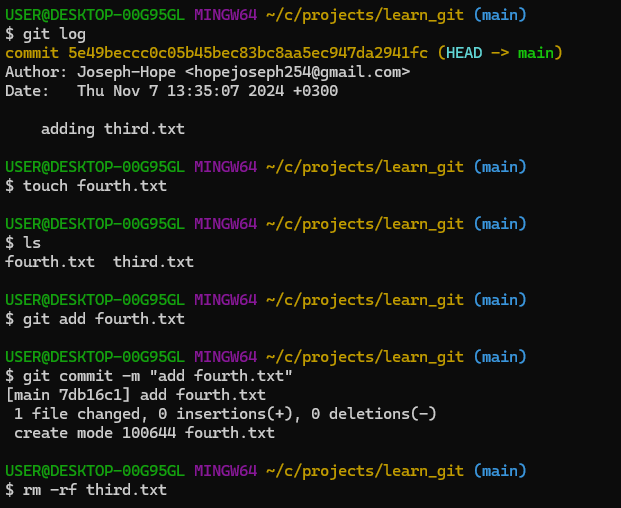 USER@DESKTOP-00G95GL MINGW64 ~/c/projects/learn_git (main)
$ git log
commit 5e49beccc0c05b45bec83bc8aa5ec947da2941fc (HEAD -> main)
Author: Joseph-Hope <hopejoseph254@gmail.com>
Date:   Thu Nov 7 13:35:07 2024 +0300
    adding third.txt
USER@DESKTOP-00G95GL MINGW64 ~/c/projects/learn_git (main)
$ touch fourth.txt
USER@DESKTOP-00G95GL MINGW64 ~/c/projects/learn_git (main)
$ ls
fourth.txt  third.txt
USER@DESKTOP-00G95GL MINGW64 ~/c/projects/learn_git (main)
$ git add fourth.txt
USER@DESKTOP-00G95GL MINGW64 ~/c/projects/learn_git (main)
$ git commit -m "add fourth.txt"
[main 7db16c1] add fourth.txt
 1 file changed, 0 insertions(+), 0 deletions(-)
 create mode 100644 fourth.txt
USER@DESKTOP-00G95GL MINGW64 ~/c/projects/learn_git (main)
$ rm -rf third.txt